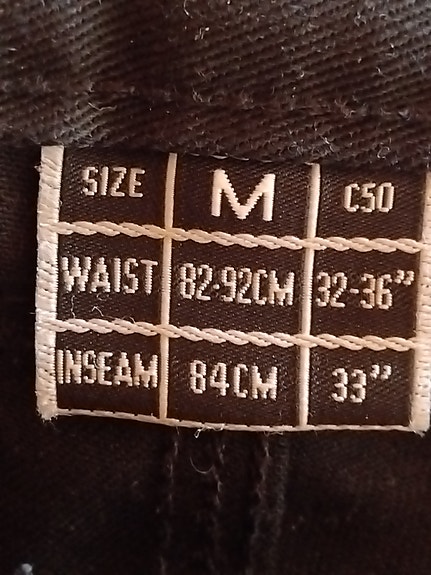 SIZE M C50
WAIST 82-92CM 32-36"
INSEAM 84CM 33"